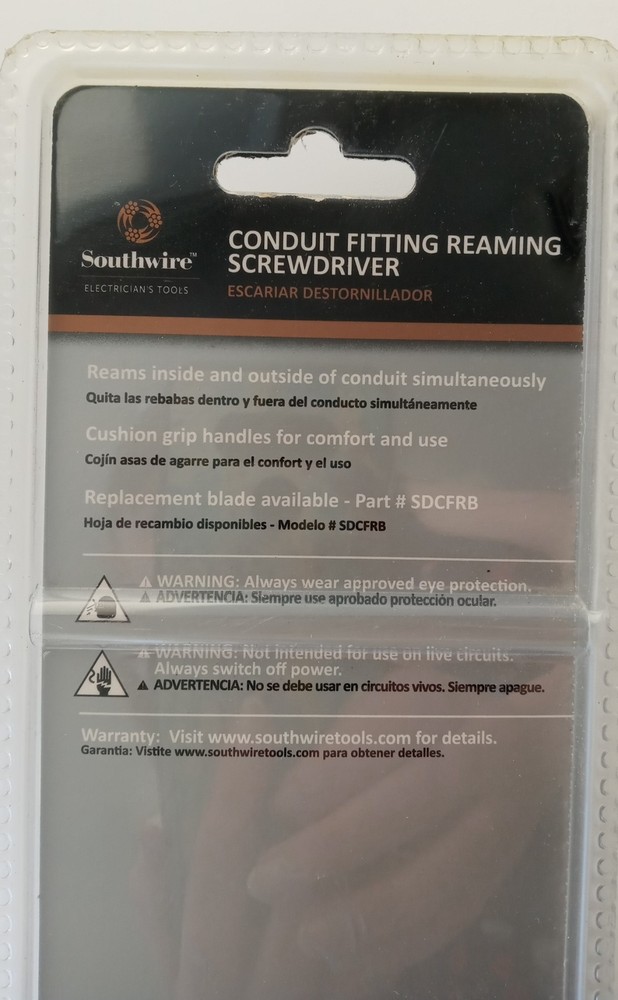 Southwire™
ELECTRICIAN'S TOOLS
CONDUIT FITTING REAMING
SCREWDRIVER
ESCARIAR DESTORNILLADOR
Reams inside and outside of conduit simultaneously
Quita las rebabas dentro y fuera del conducto simultáneamente
Cushion grip handles for comfort and use
Cojín asas de agarre para el confort y el uso
Replacement blade available - Part # SDCFRB
Hoja de recambio disponibles - Modelo # SDCFRB
⚠ WARNING: Always wear approved eye protection.
⚠ ADVERTENCIA: Siempre use aprobado protección ocular.
⚠ WARNING: Not intended for use on live circuits.
Always switch off power.
⚠ ADVERTENCIA: No se debe usar en circuitos vivos. Siempre apague.
Warranty: Visit www.southwiretools.com for details.
Garantía: Vistite www.southwiretools.com para obtener detalles.